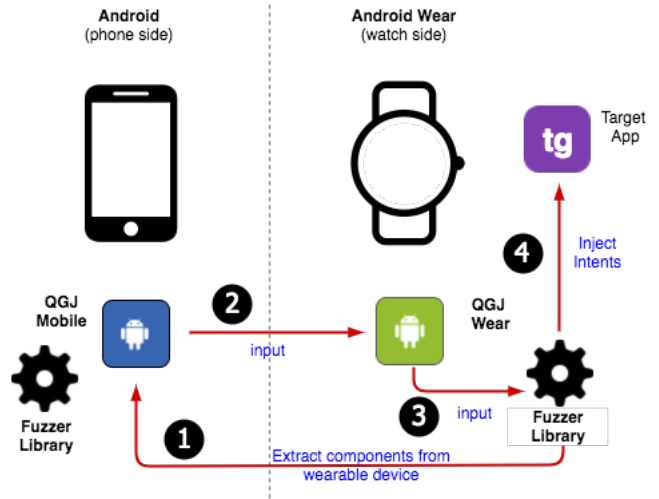 Android
(phone side)
Android Wear
(watch side)
tg
Target
App
4
Inject
Intents
QGJ
Mobile
2
input
QGJ
Wear
Fuzzer
Library
1
3
input
Fuzzer
Library
Extract components from
wearable device